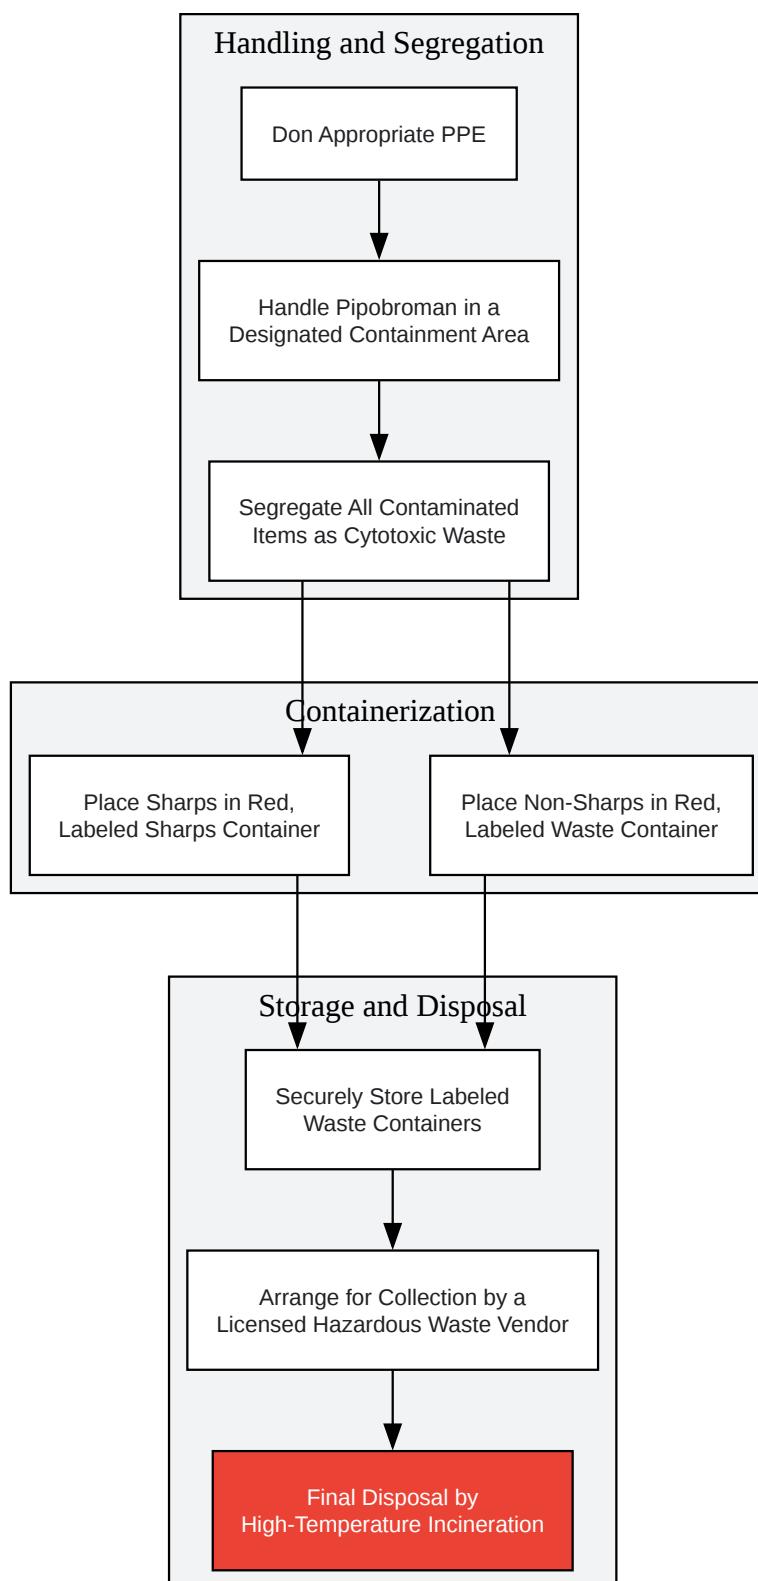 Handling and Segregation
Don Appropriate PPE
Handle Pipobroman in a
Designated Containment Area
Segregate All Contaminated
Items as Cytotoxic Waste
Containerization
Place Sharps in Red,
Labeled Sharps Container
Place Non-Sharps in Red,
Labeled Waste Container
Storage and Disposal
Securely Store Labeled
Waste Containers
Arrange for Collection by a
Licensed Hazardous Waste Vendor
Final Disposal by
High-Temperature Incineration